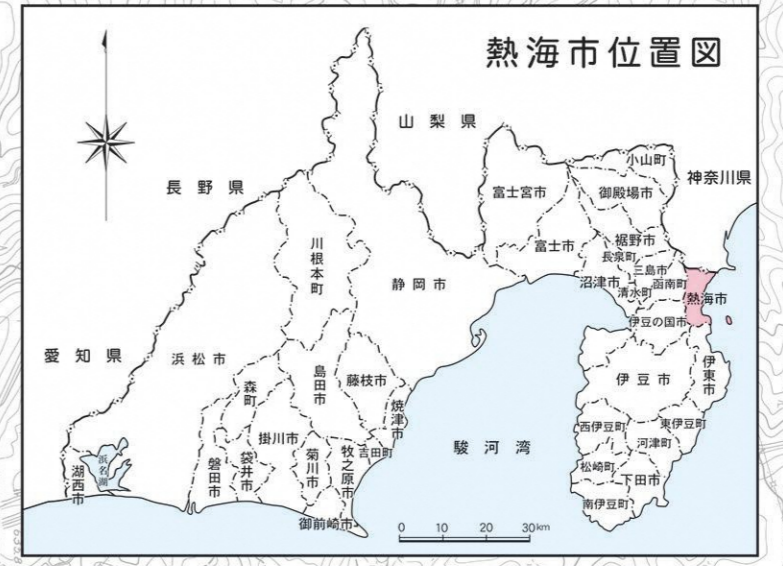 熱海市位置図
山梨県
神奈川県
長野県
愛知県
小山町
富士宮市
御殿場市
富士市
裾野市
長泉町
三島市
沼津市
清水町
函南町
熱海市
伊豆の国市
川根本町
静岡市
浜松市
森町
島田市
藤枝市
焼津市
伊豆市
伊東市
掛川市
菊川市
牧之原市
吉田町
西伊豆町
東伊豆町
河津町
駿河湾
浜名湖
湖西市
磐田市
袋井市
松崎町
下田市
南伊豆町
御前崎市
0 10 20 30km